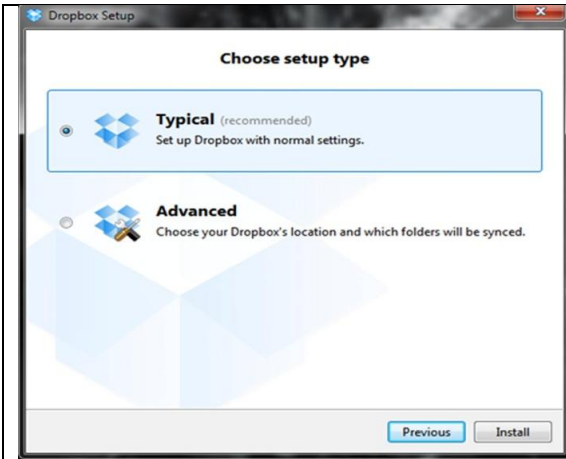 Dropbox Setup
Choose setup type
Typical (recommended)
Set up Dropbox with normal settings.
Advanced
Choose your Dropbox's location and which folders will be synced.
Previous Install